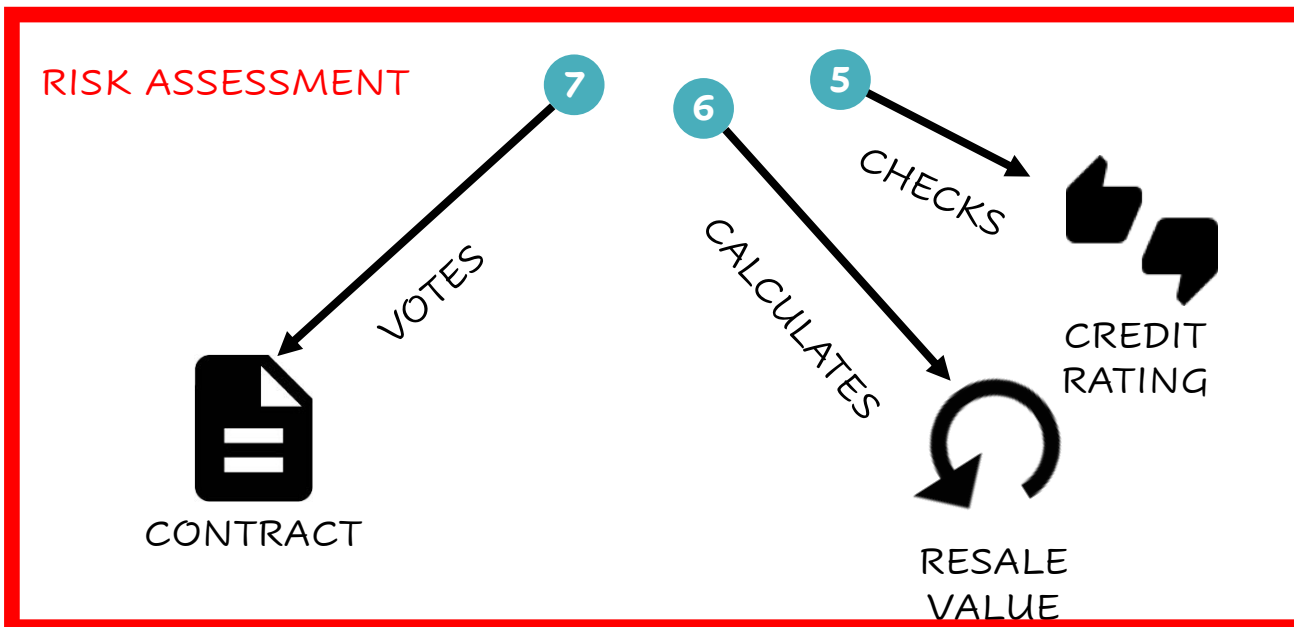 RISK ASSESSMENT
7
6
5
CHECKS
VOTES
CALCULATES
CREDIT
RATING
CONTRACT
RESALE
VALUE